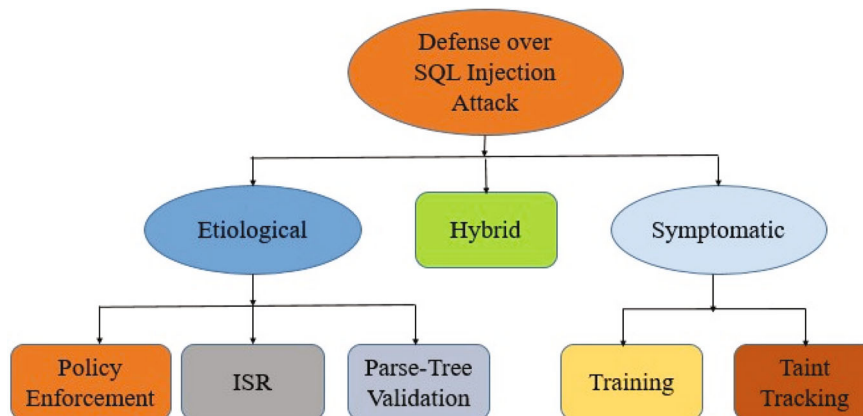 Defense over
SQL Injection
Attack
Etiological
Hybrid
Symptomatic
Policy
Enforcement
ISR
Parse-Tree
Validation
Training
Taint
Tracking